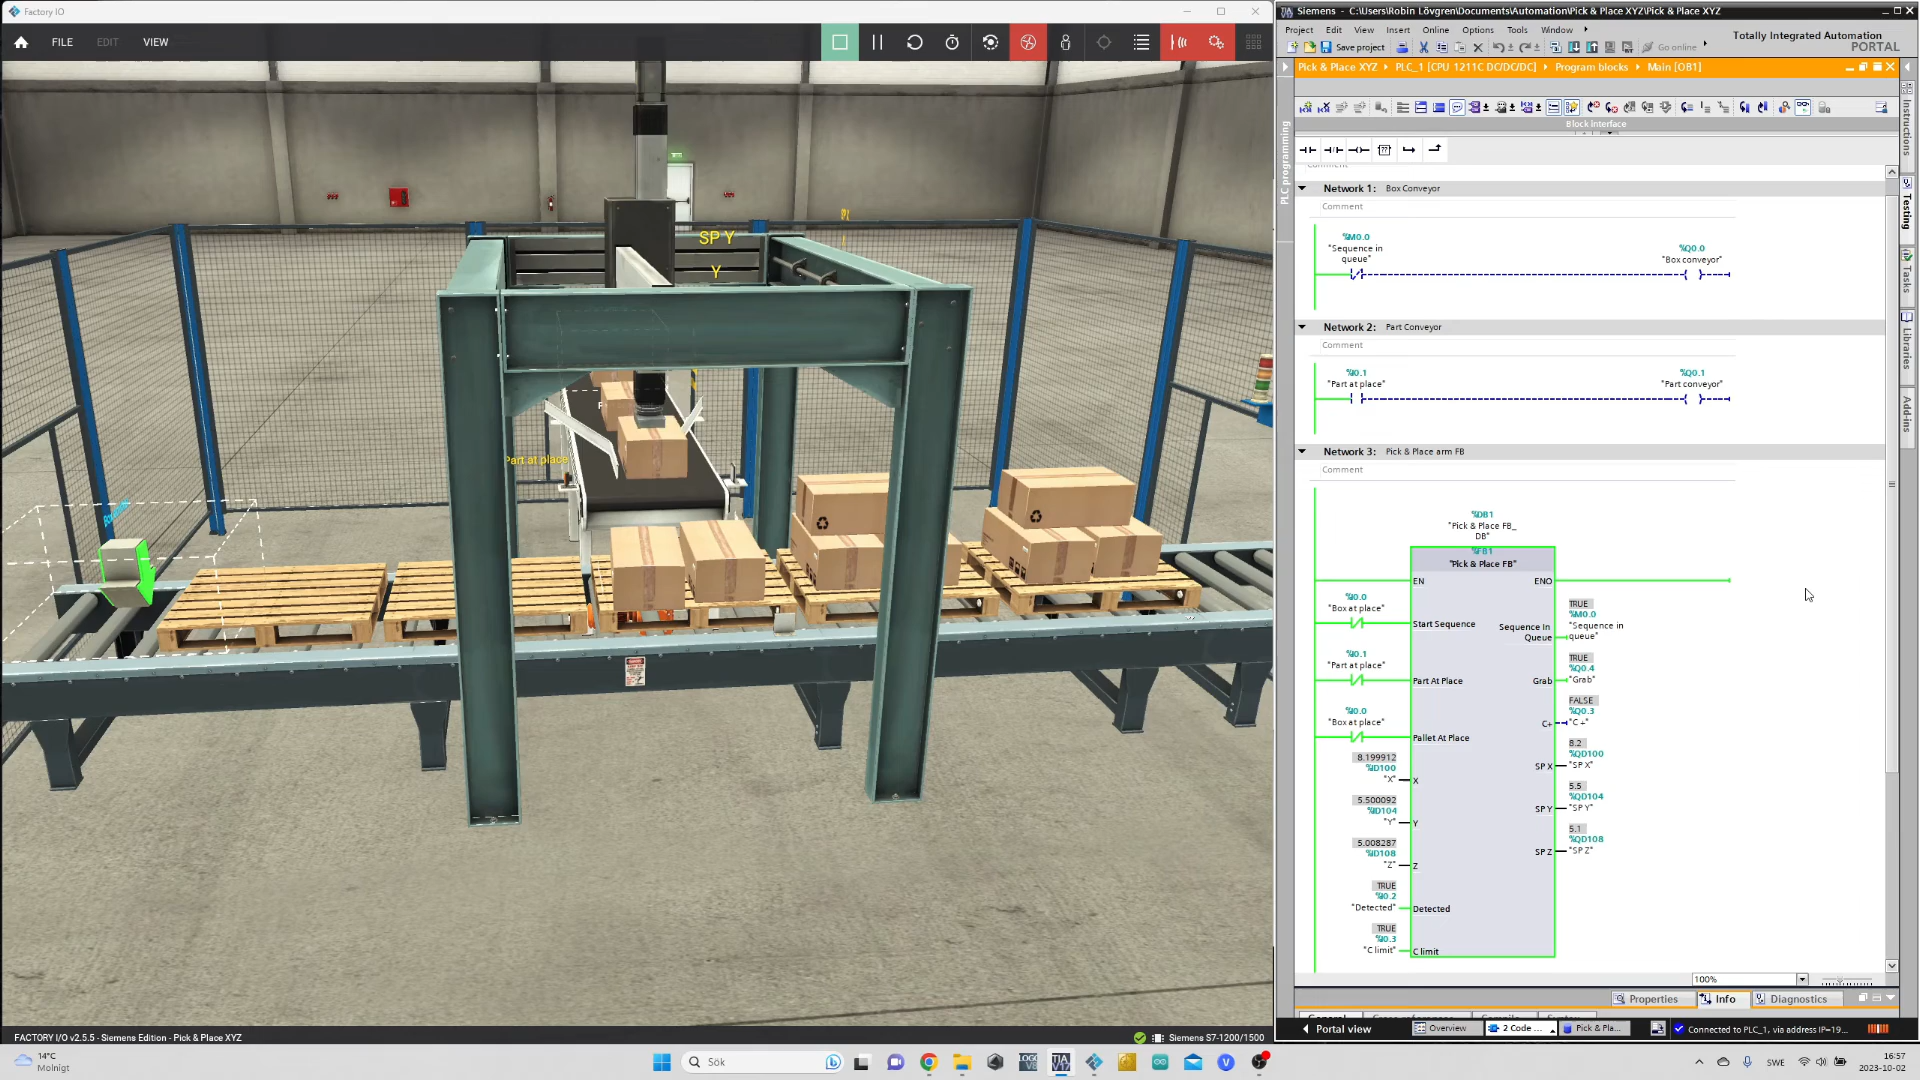 Factory IO
FILE
EDIT
VIEW
SP Y
Y
Part at place
FACTORY I/O v2.5.5 - Siemens Edition - Pick & Place XYZ
Siemens S7-1200/1500
Siemens - C:\Users\Robin Lövgren\Documents\Automation\Pick & Place XYZ\Pick & Place XYZ
Project Edit View Insert Online Options Tools Window
Totally Integrated Automation
PORTAL
Save project
Go online
Pick & Place XYZ
PLC_1 [CPU 1211C DC/DC/DC]
Program blocks
Main [OB1]
Block interface
PLC programming
Instructions
Testing
Tasks
Libraries
Add-ins
Network 1: Box Conveyor
Comment
%M0.0
"Sequence in
queue"
%Q0.0
"Box conveyor"
Network 2: Part Conveyor
Comment
%I0.1
"Part at place"
%Q0.1
"Part conveyor"
Network 3: Pick & Place arm FB
Comment
%DB1
"Pick & Place FB_
DB"
%FB1
"Pick & Place FB"
EN
ENO
%I0.0
"Box at place"
Start Sequence
Sequence In
Queue
TRUE
%M0.0
"Sequence in
queue"
%I0.1
"Part at place"
Part At Place
Grab
TRUE
%Q0.4
"Grab"
%I0.0
"Box at place"
Pallet At Place
C+
FALSE
%Q0.3
"C +"
8.199912
%ID100
"X"
X
SP X
8.2
%QD100
"SP X"
5.500092
%ID104
"Y"
Y
SP Y
5.5
%QD104
"SP Y"
5.008287
%ID108
"Z"
Z
SP Z
5.1
%QD108
"SP Z"
TRUE
%I0.2
"Detected"
Detected
TRUE
%I0.3
"C limit"
C limit
100%
Properties
Info
Diagnostics
Portal view
Overview
2 Code ...
Pick & Pla...
Connected to PLC_1, via address IP=19...
14°C
Molnigt
Sök
SWE
16:57
2023-10-02